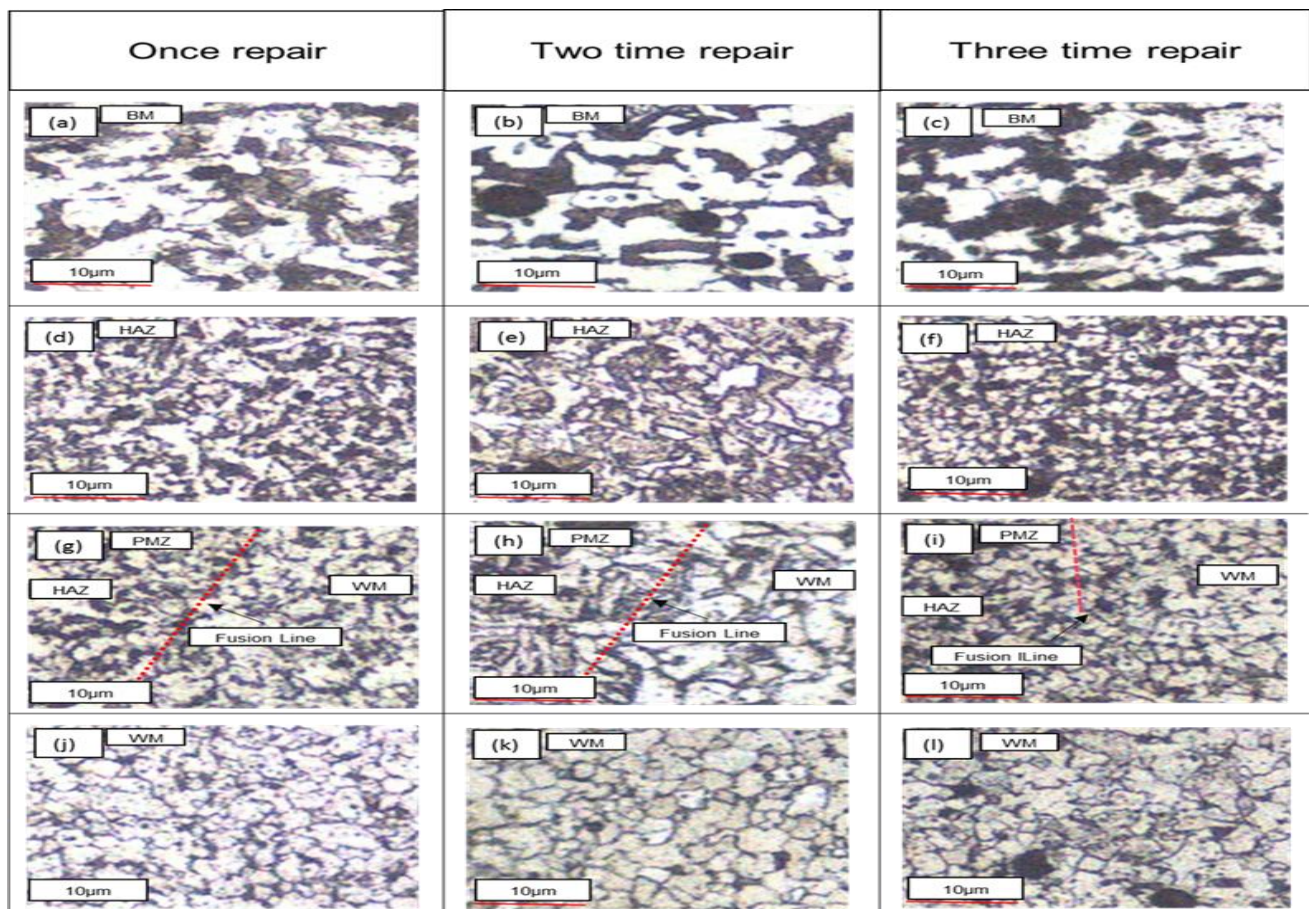 Once repair
Two time repair
Three time repair
(a)
BM
10µm
(b)
BM
10µm
(c)
BM
10µm
(d)
HAZ
10µm
(e)
HAZ
10µm
(f)
HAZ
10µm
(g)
PMZ
HAZ
WM
Fusion Line
10µm
(h)
PMZ
HAZ
WM
Fusion Line
10µm
(i)
PMZ
WM
HAZ
Fusion lLine
10µm
(j)
WM
10µm
(k)
WM
10µm
(l)
WM
10µm